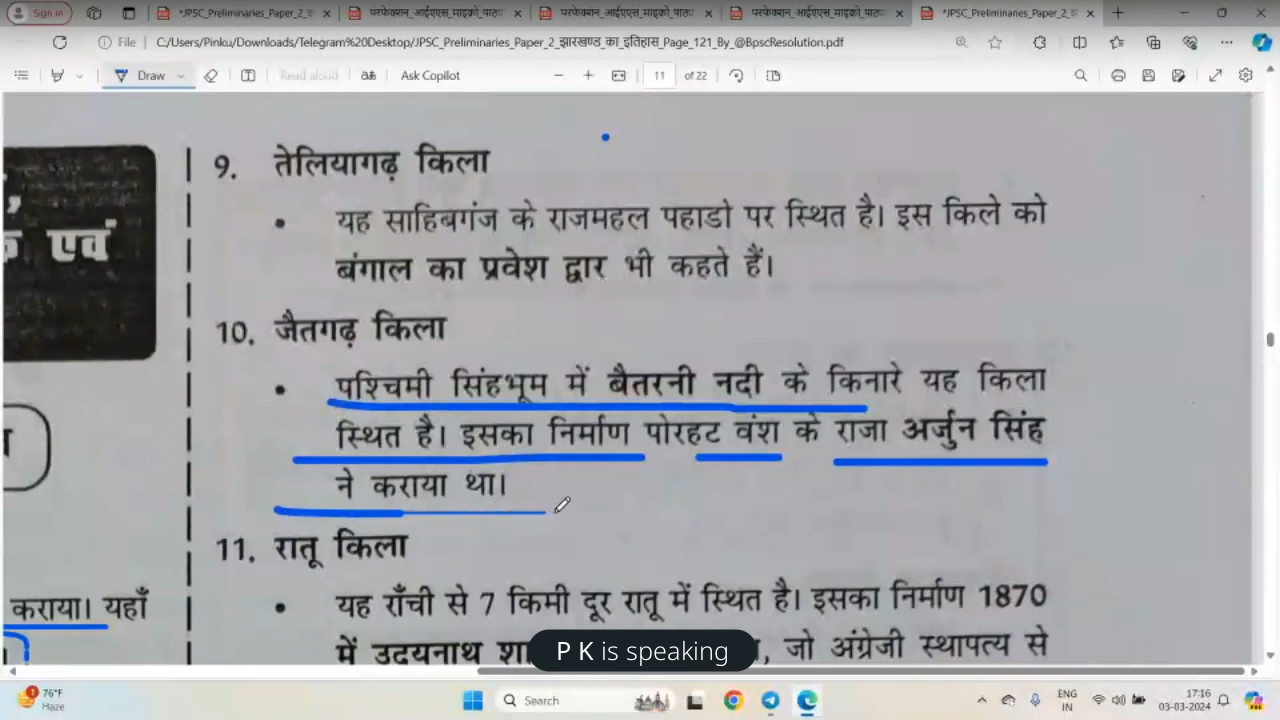 Sign in
*JPSC_Preliminaries_Paper_2_झ
परफेक्शन_आईएएस_माइक्रो_पाठ्य
परफेक्शन_आईएएस_माइक्रो_पाठ्य
परफेक्शन_आईएएस_माइक्रो_पाठ्य
*JPSC_Preliminaries_Paper_2_झ
File
C:/Users/Pinku/Downloads/Telegram%20Desktop/JPSC_Preliminaries_Paper_2_झारखण्ड_का_इतिहास_Page_121_By_@BpscResolution.pdf
Draw
Read aloud
Ask Copilot
11 of 22
एवं
कराया। यहाँ
9. तेलियागढ़ किला
• यह साहिबगंज के राजमहल पहाडो पर स्थित है। इस किले को
बंगाल का प्रवेश द्वार भी कहते हैं।
10. जैतगढ़ किला
• पश्चिमी सिंहभूम में बैतरनी नदी के किनारे यह किला
स्थित है। इसका निर्माण पोरहट वंश के राजा अर्जुन सिंह
ने कराया था।
11. रातू किला
• यह राँची से 7 किमी दूर रातू में स्थित है। इसका निर्माण 1870
में उदयनाथ शा , जो अंग्रेजी स्थापत्य से
P K is speaking
76°F
Haze
Search
ENG
IN
17:16
03-03-2024